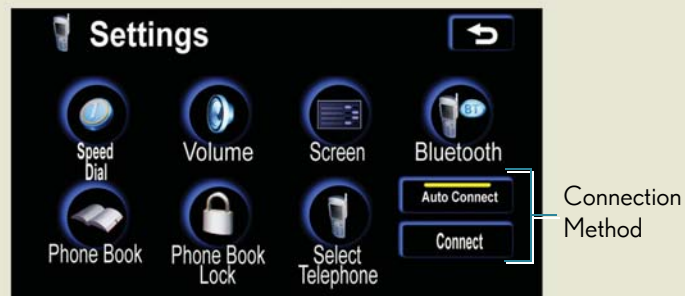 Settings
Speed
Dial
Volume
Screen
BT
Bluetooth
Auto Connect
Connection
Method
Phone Book
Phone Book
Lock
Select
Telephone
Connect